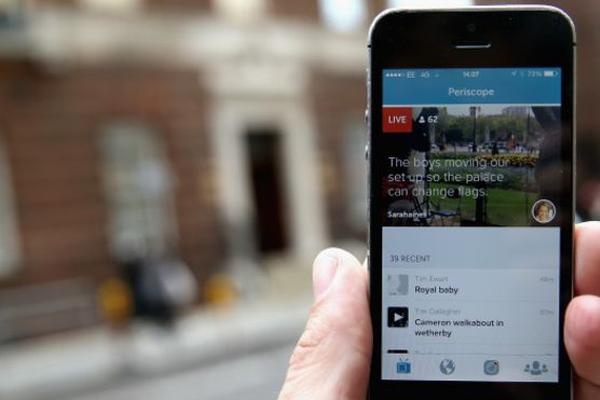 EE 4G 14:07 73%
Periscope
LIVE 62
The boys moving our
set up so the palace
can change flags.
39 RECENT
Tim Ewart
Royal baby
Tim Gallagher
Cameron walkabout in
wetherby